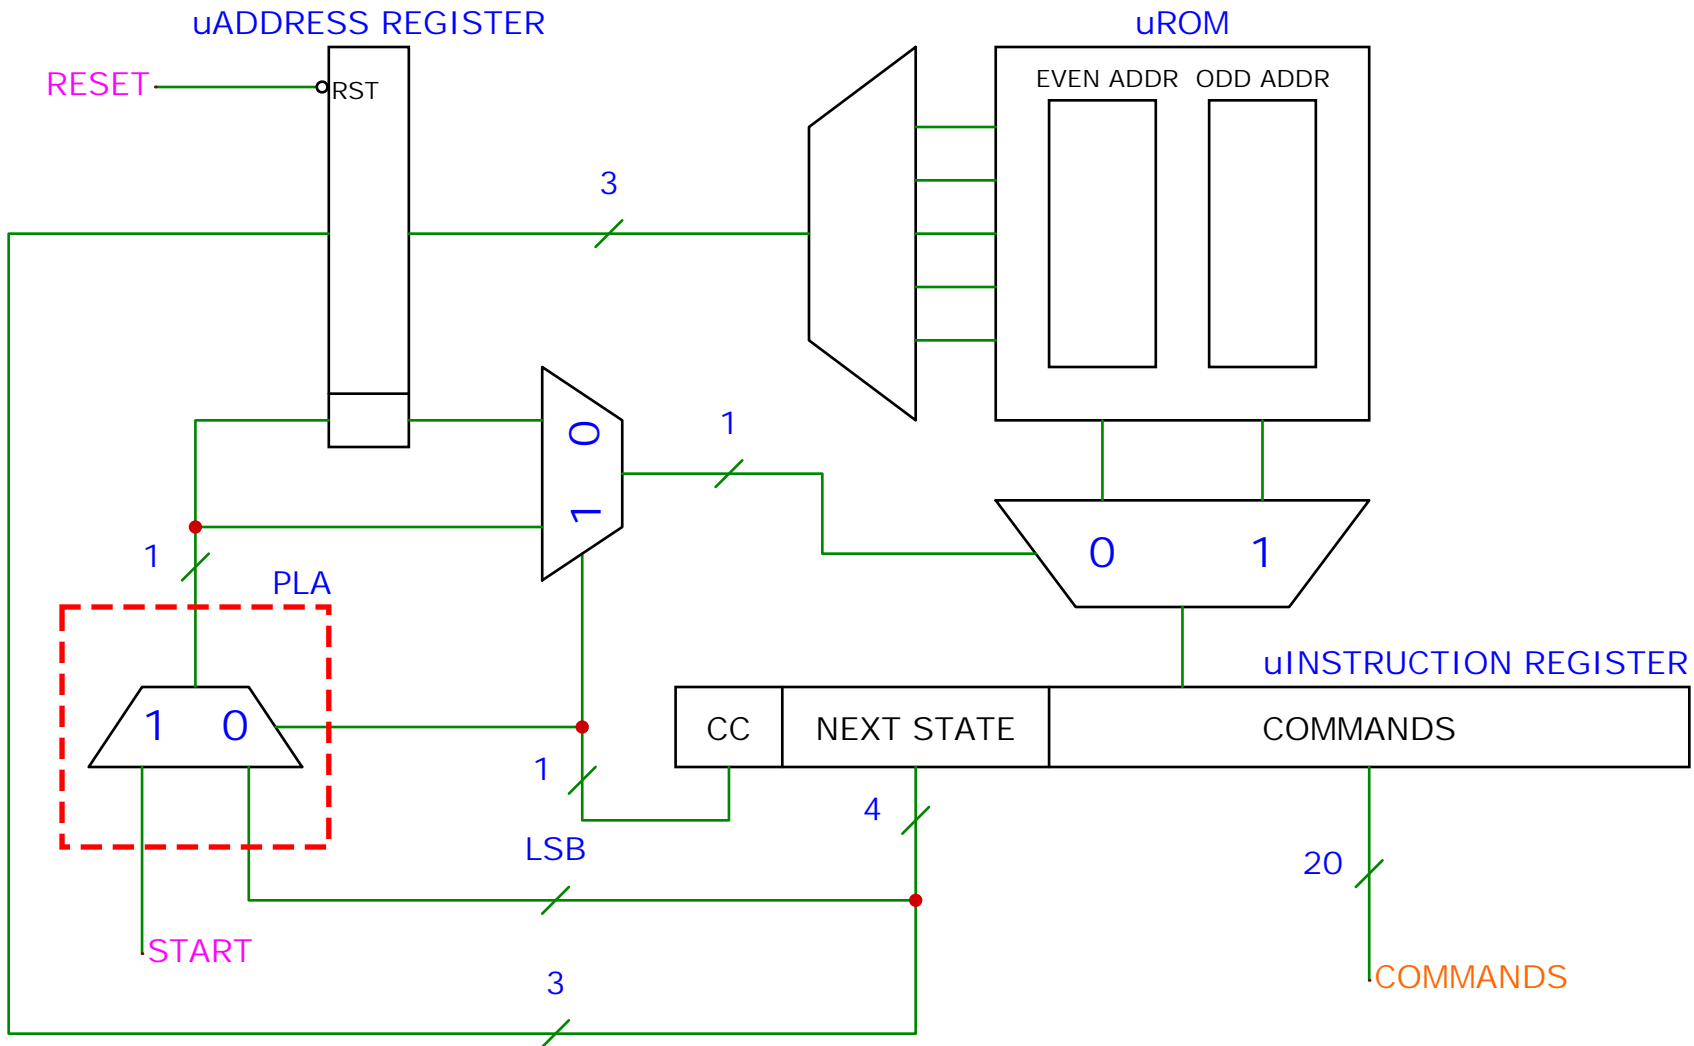 uADDRESS REGISTER
uROM
RESET
RST
EVEN ADDR ODD ADDR
3
0
1
1
1
PLA
0 1
uINSTRUCTION REGISTER
1 0
CC NEXT STATE COMMANDS
1
4
LSB
20
START
3
COMMANDS